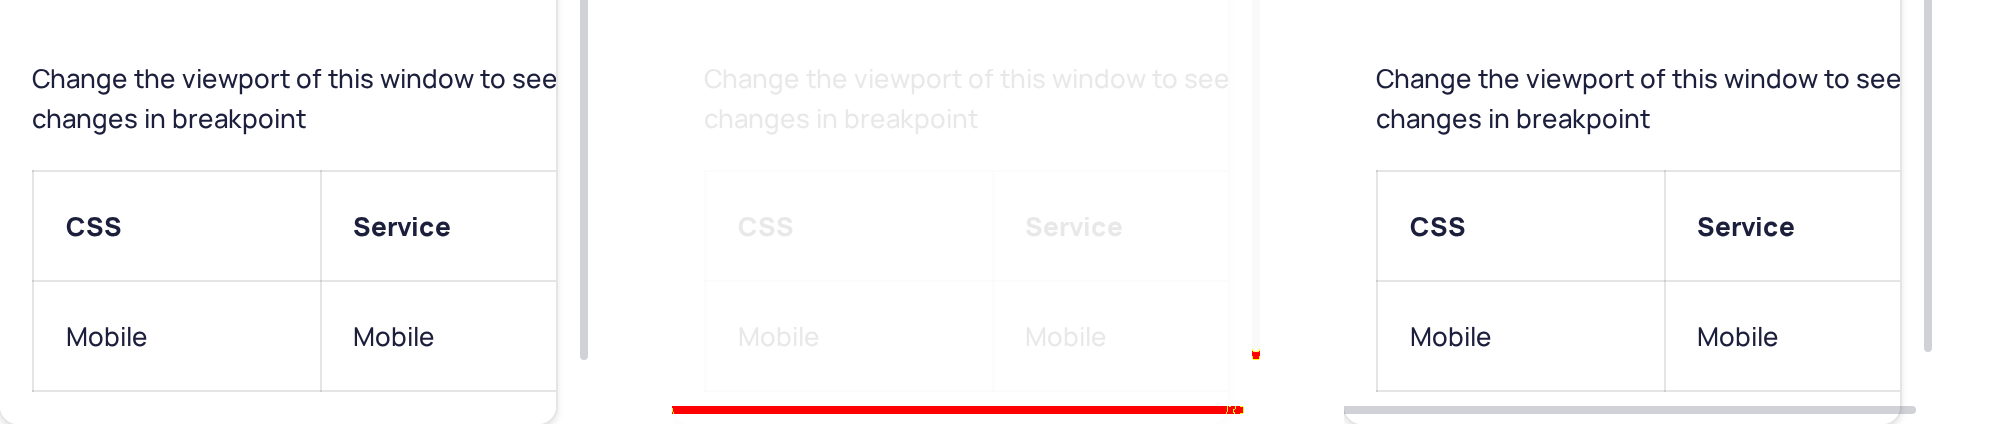 Change the viewport of this window to see
changes in breakpoint
CSS Service
Mobile Mobile
Change the viewport of this window to see
changes in breakpoint
CSS Service
Mobile Mobile
Change the viewport of this window to see
changes in breakpoint
CSS Service
Mobile Mobile